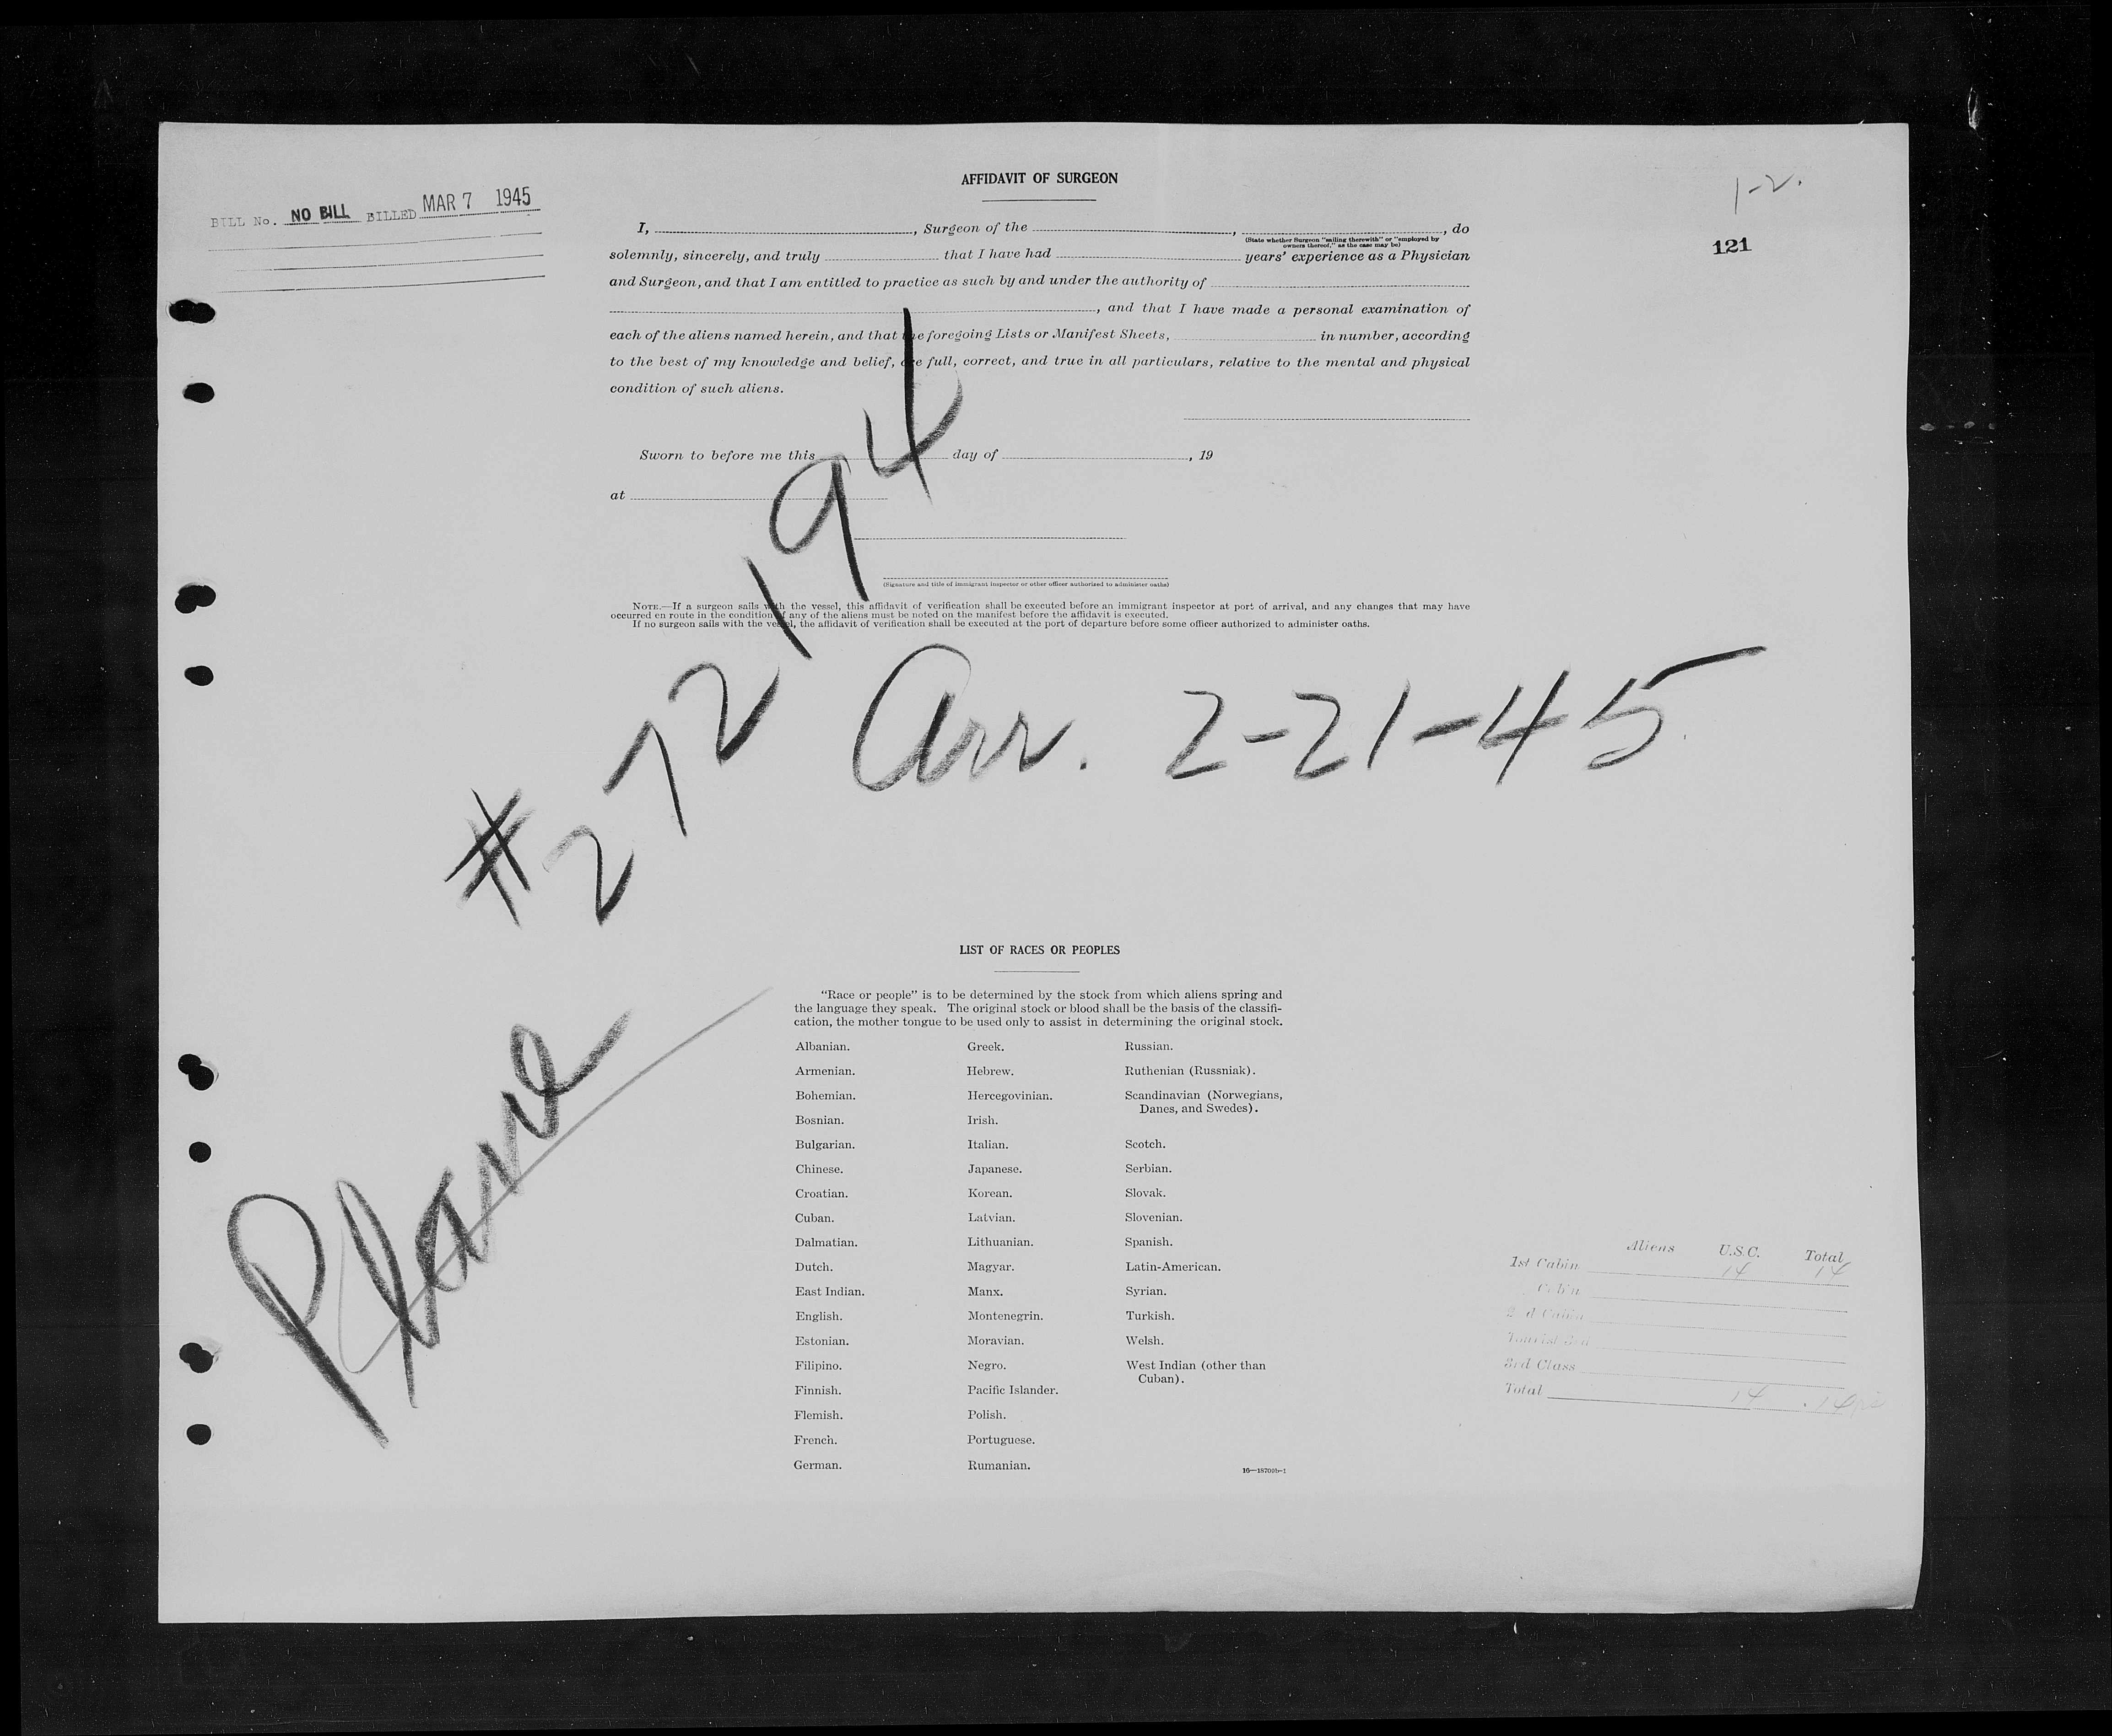 AFFIDAVIT OF SURGEON
1-2.
BILL No. NO BILL BILLED MAR 7 1945
121
I, , Surgeon of the , , do
(State whether Surgeon "sailing therewith" or "employed by
owners thereof," as the case may be)
solemnly, sincerely, and truly that I have had years' experience as a Physician
and Surgeon, and that I am entitled to practice as such by and under the authority of
, and that I have made a personal examination of
each of the aliens named herein, and that the foregoing Lists or Manifest Sheets, in number, according
to the best of my knowledge and belief, are full, correct, and true in all particulars, relative to the mental and physical
condition of such aliens.
Sworn to before me this day of , 19
at
(Signature and title of immigrant inspector or other officer authorized to administer oaths)
NOTE.—If a surgeon sails with the vessel, this affidavit of verification shall be executed before an immigrant inspector at port of arrival, and any changes that may have
occurred en route in the condition of any of the aliens must be noted on the manifest before the affidavit is executed.
If no surgeon sails with the vessel, the affidavit of verification shall be executed at the port of departure before some officer authorized to administer oaths.
Plane #272194
Arr. 2-21-45
LIST OF RACES OR PEOPLES
"Race or people" is to be determined by the stock from which aliens spring and
the language they speak. The original stock or blood shall be the basis of the classifi-
cation, the mother tongue to be used only to assist in determining the original stock.
Albanian.
Armenian.
Bohemian.
Bosnian.
Bulgarian.
Chinese.
Croatian.
Cuban.
Dalmatian.
Dutch.
East Indian.
English.
Estonian.
Filipino.
Finnish.
Flemish.
French.
German.
Greek.
Hebrew.
Hercegovinian.
Irish.
Italian.
Japanese.
Korean.
Latvian.
Lithuanian.
Magyar.
Manx.
Montenegrin.
Moravian.
Negro.
Pacific Islander.
Polish.
Portuguese.
Rumanian.
Russian.
Ruthenian (Russniak).
Scandinavian (Norwegians,
Danes, and Swedes).
Scotch.
Serbian.
Slovak.
Slovenian.
Spanish.
Latin-American.
Syrian.
Turkish.
Welsh.
West Indian (other than
Cuban).
16—18700b-1
Aliens U.S.C. Total
1st Cabin 14 14
Cabin
2nd Cabin
Tourist 3rd
3rd Class
Total 14 14